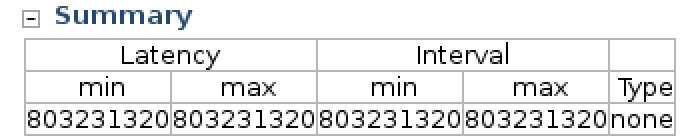 Summary
Latency Interval
min max min max Type
803231320 803231320 803231320 803231320 none